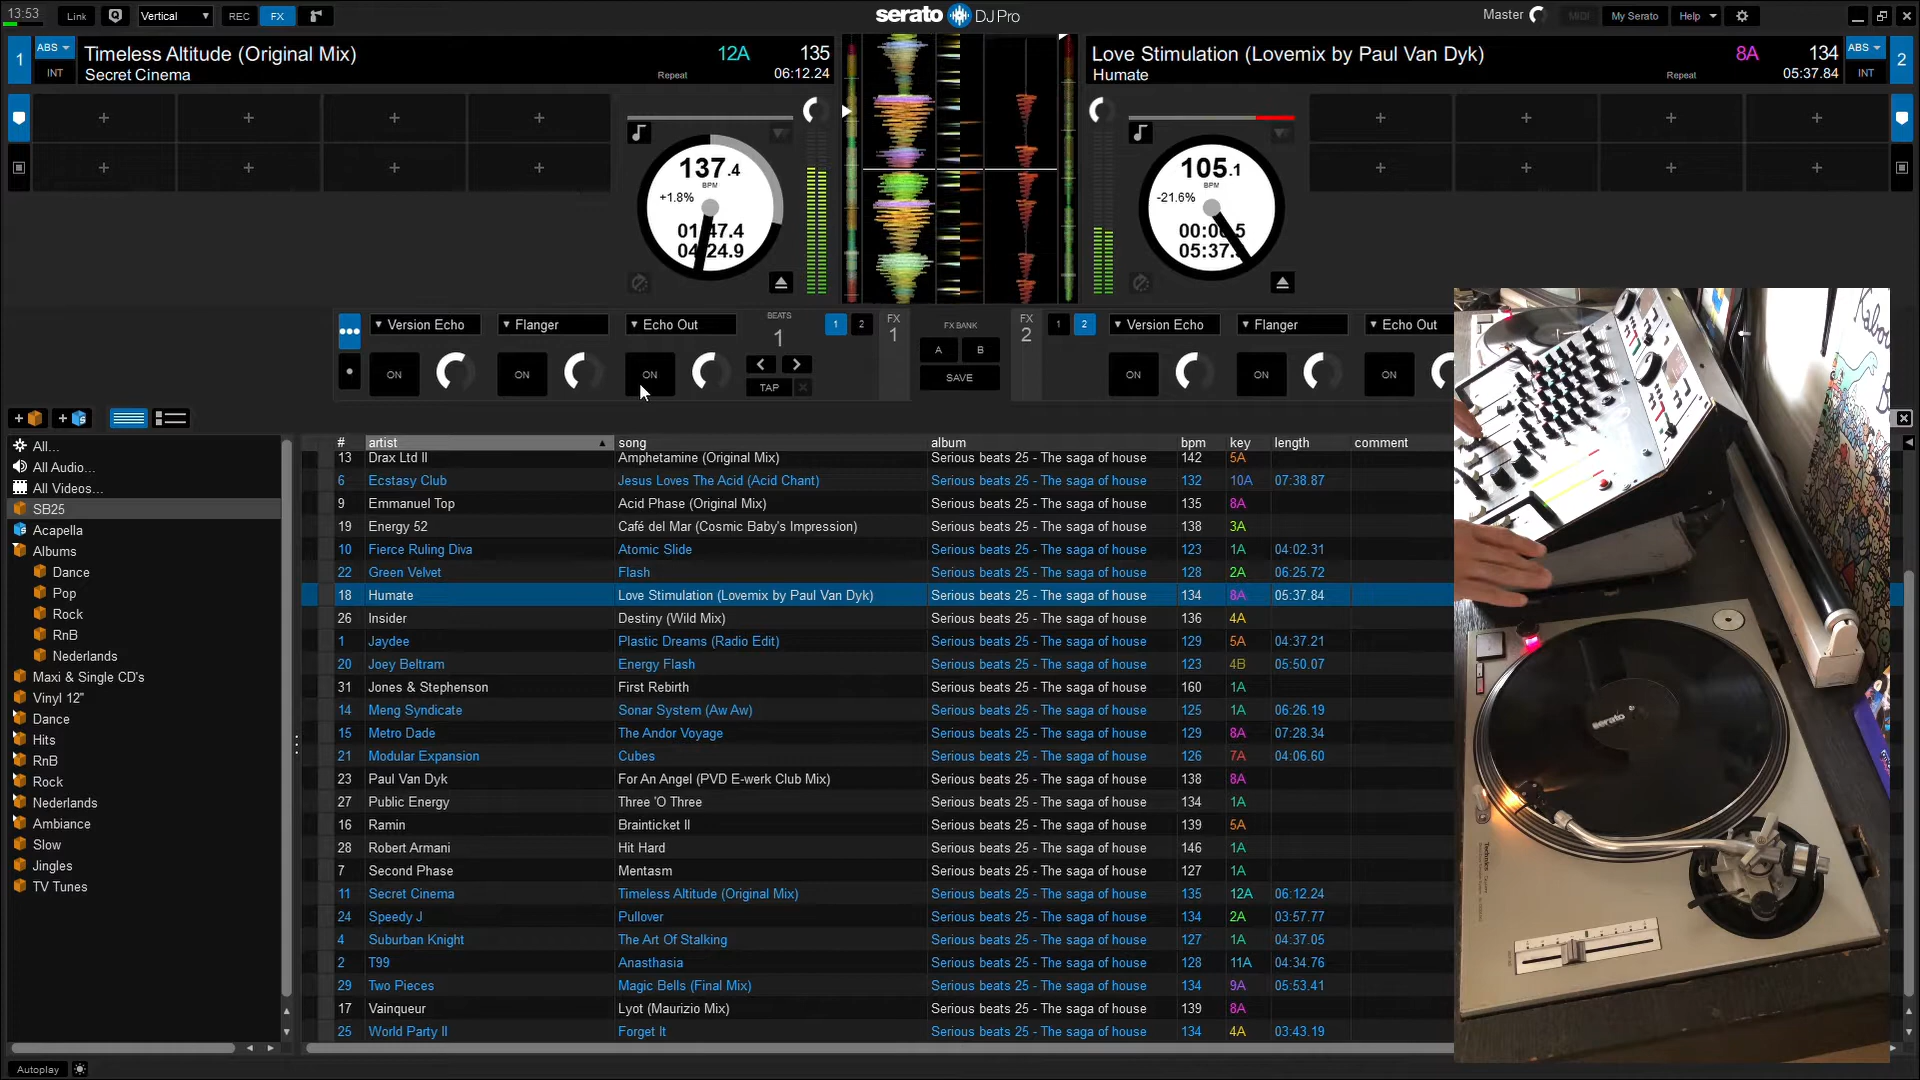 13:53 Link Vertical REC FX serato DJ Pro Master MIDI My Serato Help
1 ABS INT Timeless Altitude (Original Mix) 12A 135
Secret Cinema Repeat 06:12.24
Love Stimulation (Lovemix by Paul Van Dyk) 8A 134 ABS INT 2
Humate Repeat 05:37.84
137.4
BPM
+1.8%
105.1
BPM
-21.6%
Version Echo Flanger Echo Out BEATS 1 1 2 FX 1 FX BANK FX 2 1 2 Version Echo Flanger Echo Out
ON ON ON TAP A B SAVE ON ON ON
All...
All Audio...
All Videos...
SB25
Acapella
Albums
Dance
Pop
Rock
RnB
Nederlands
Maxi & Single CD's
Vinyl 12"
Dance
Hits
RnB
Rock
Nederlands
Ambiance
Slow
Jingles
TV Tunes
# artist song album bpm key length comment
13 Drax Ltd II Amphetamine (Original Mix) Serious beats 25 - The saga of house 142 5A
6 Ecstasy Club Jesus Loves The Acid (Acid Chant) Serious beats 25 - The saga of house 132 10A 07:38.87
9 Emmanuel Top Acid Phase (Original Mix) Serious beats 25 - The saga of house 135 8A
19 Energy 52 Café del Mar (Cosmic Baby's Impression) Serious beats 25 - The saga of house 138 3A
10 Fierce Ruling Diva Atomic Slide Serious beats 25 - The saga of house 123 1A 04:02.31
22 Green Velvet Flash Serious beats 25 - The saga of house 128 2A 06:25.72
18 Humate Love Stimulation (Lovemix by Paul Van Dyk) Serious beats 25 - The saga of house 134 8A 05:37.84
26 Insider Destiny (Wild Mix) Serious beats 25 - The saga of house 136 4A
1 Jaydee Plastic Dreams (Radio Edit) Serious beats 25 - The saga of house 129 5A 04:37.21
20 Joey Beltram Energy Flash Serious beats 25 - The saga of house 123 4B 05:50.07
31 Jones & Stephenson First Rebirth Serious beats 25 - The saga of house 160 1A
14 Meng Syndicate Sonar System (Aw Aw) Serious beats 25 - The saga of house 125 1A 06:26.19
15 Metro Dade The Andor Voyage Serious beats 25 - The saga of house 129 8A 07:28.34
21 Modular Expansion Cubes Serious beats 25 - The saga of house 126 7A 04:06.60
23 Paul Van Dyk For An Angel (PVD E-werk Club Mix) Serious beats 25 - The saga of house 138 8A
27 Public Energy Three 'O Three Serious beats 25 - The saga of house 134 1A
16 Ramin Brainticket II Serious beats 25 - The saga of house 139 5A
28 Robert Armani Hit Hard Serious beats 25 - The saga of house 146 1A
7 Second Phase Mentasm Serious beats 25 - The saga of house 127 1A
11 Secret Cinema Timeless Altitude (Original Mix) Serious beats 25 - The saga of house 135 12A 06:12.24
24 Speedy J Pullover Serious beats 25 - The saga of house 134 2A 03:57.77
4 Suburban Knight The Art Of Stalking Serious beats 25 - The saga of house 127 1A 04:37.05
2 T99 Anasthasia Serious beats 25 - The saga of house 128 11A 04:34.76
29 Two Pieces Magic Bells (Final Mix) Serious beats 25 - The saga of house 134 9A 05:53.41
17 Vainqueur Lyot (Maurizio Mix) Serious beats 25 - The saga of house 139 8A
25 World Party II Forget It Serious beats 25 - The saga of house 134 4A 03:43.19
serato
Technics
Autoplay